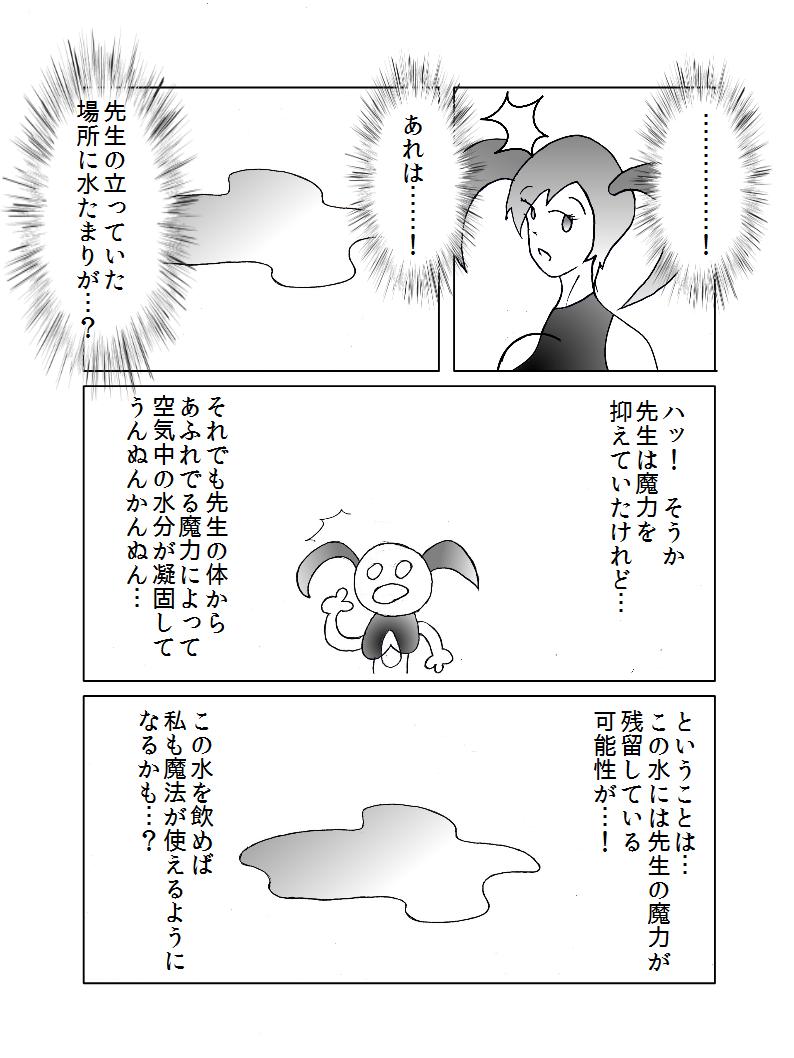 …………！
あれは……！
先生の立っていた
場所に水たまりが…？
ハッ！　そうか
先生は魔力を
抑えていたけれど…
それでも先生の体から
あふれでる魔力によって
空気中の水分が凝固して
うんぬんかんぬん…
ということは…
この水には先生の魔力が
残留している
可能性が…！
この水を飲めば
私も魔法が使えるように
なるかも…？